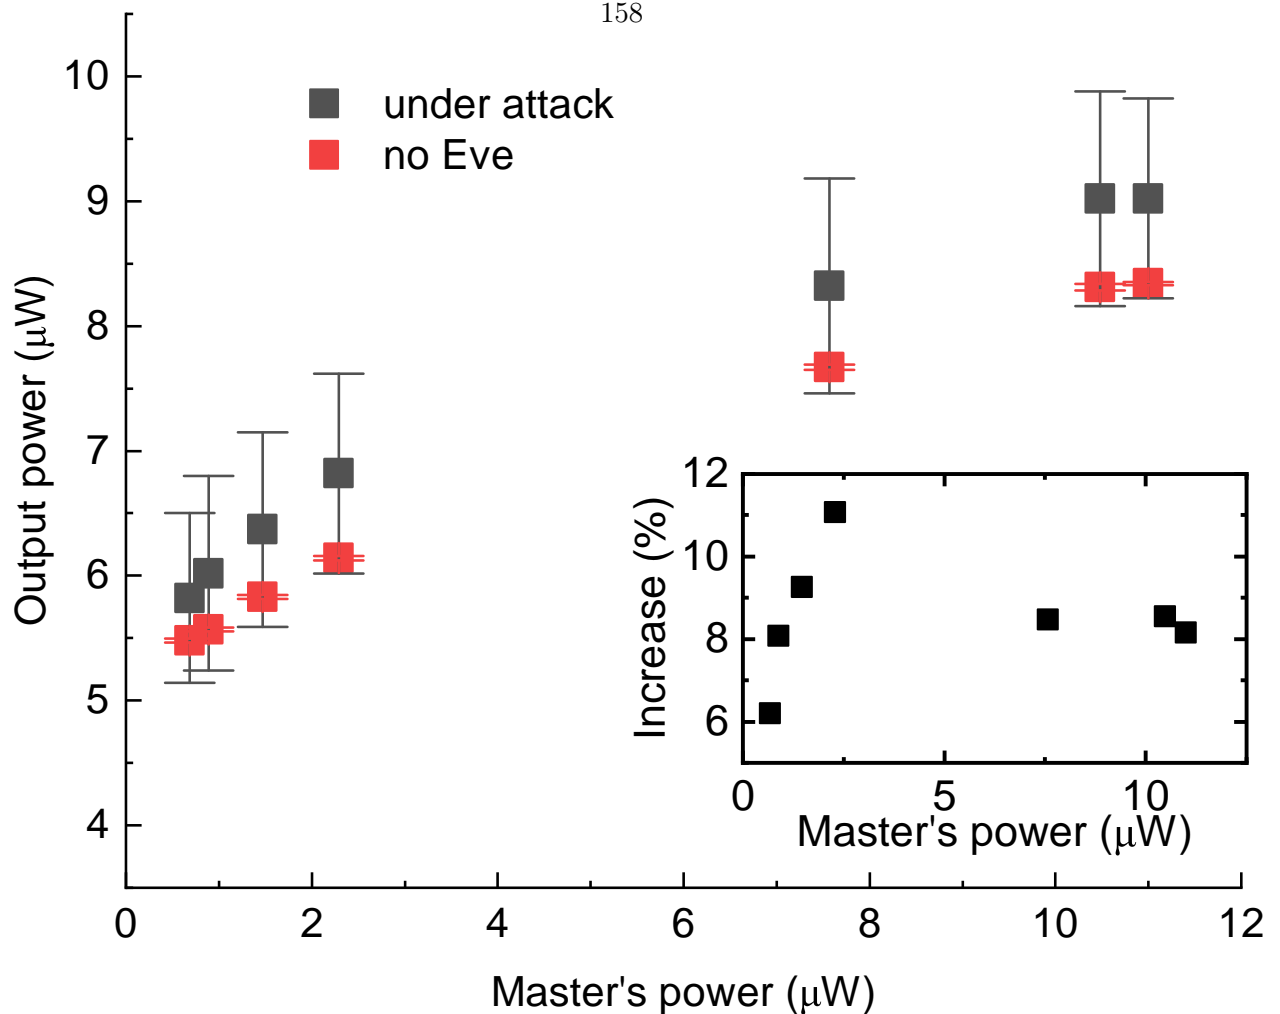 158
10
9
8
7
6
5
4
Output power (μW)
under attack
no Eve
12
10
8
6
Increase (%)
0 5 10
Master's power (μW)
0 2 4 6 8 10 12
Master's power (μW)